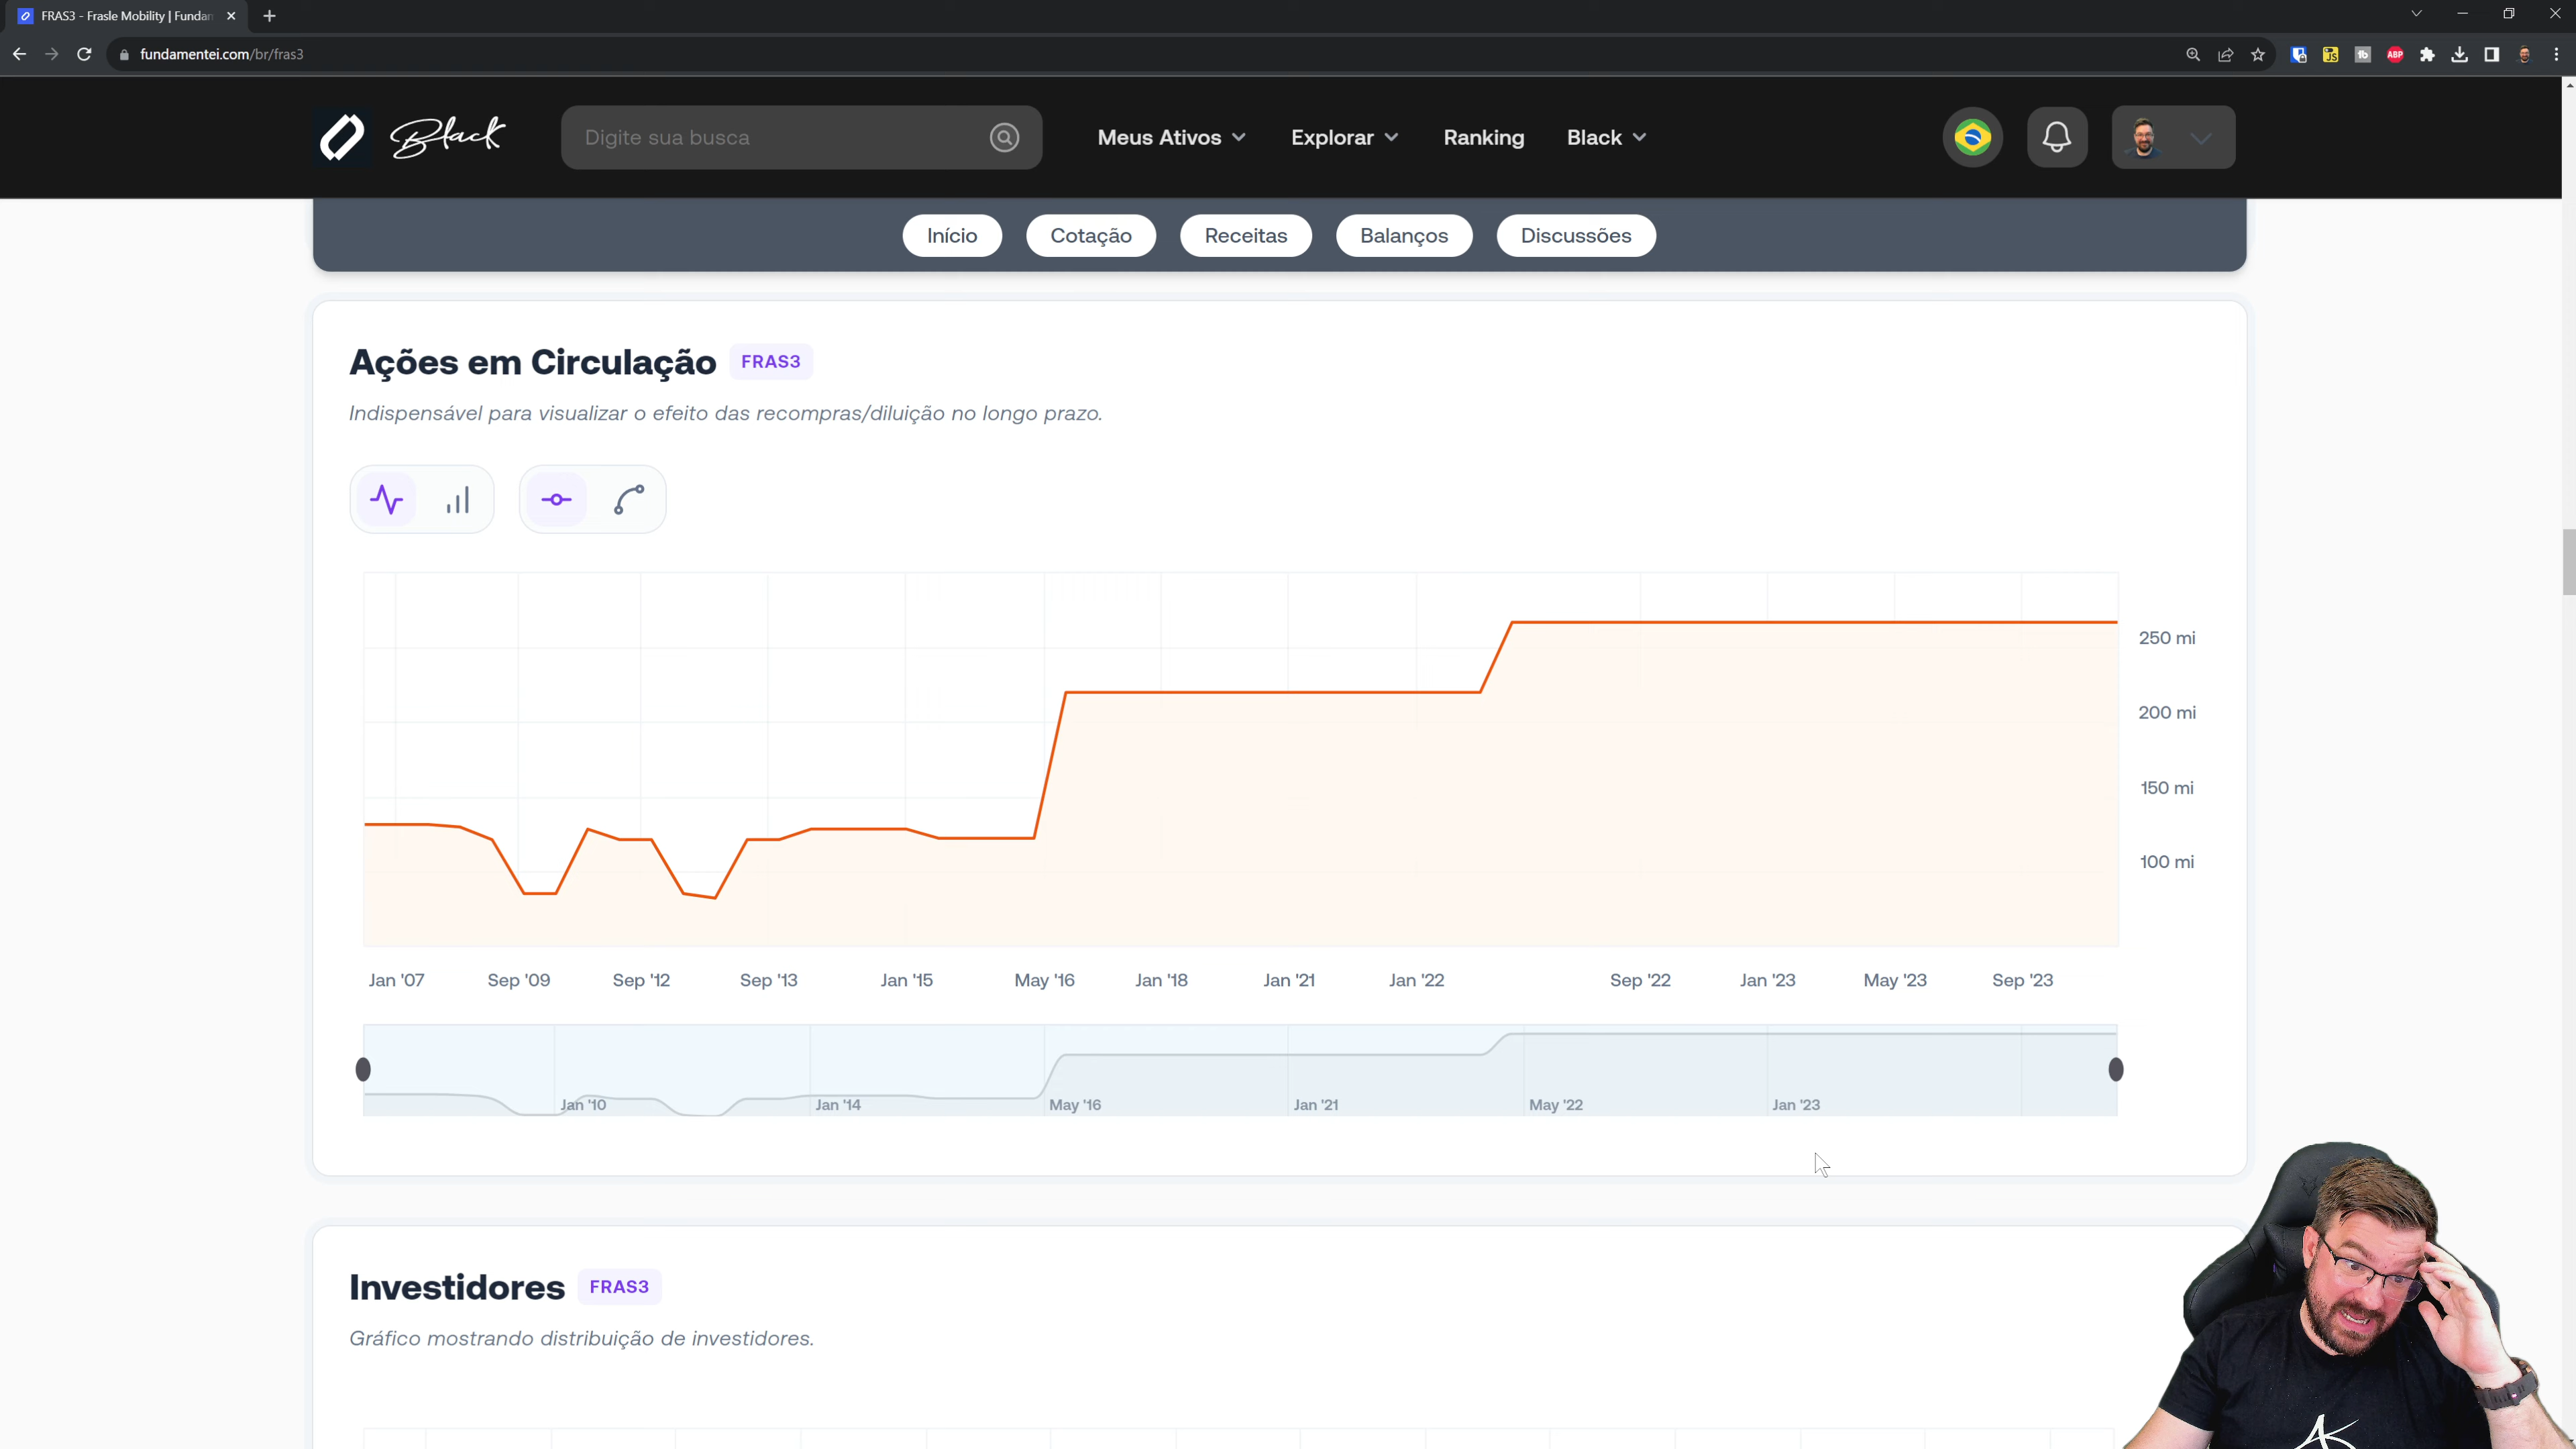 FRAS3 - Frasle Mobility | Fundan
fundamentei.com/br/fras3
Black
Digite sua busca
Meus Ativos
Explorar
Ranking
Black
Início
Cotação
Receitas
Balanços
Discussões
Ações em Circulação FRAS3
Indispensável para visualizar o efeito das recompras/diluição no longo prazo.
250 mi
200 mi
150 mi
100 mi
Jan '07 Sep '09 Sep '12 Sep '13 Jan '15 May '16 Jan '18 Jan '21 Jan '22 Sep '22 Jan '23 May '23 Sep '23
Jan '10 Jan '14 May '16 Jan '21 May '22 Jan '23
Investidores FRAS3
Gráfico mostrando distribuição de investidores.
JS
tb
ABP